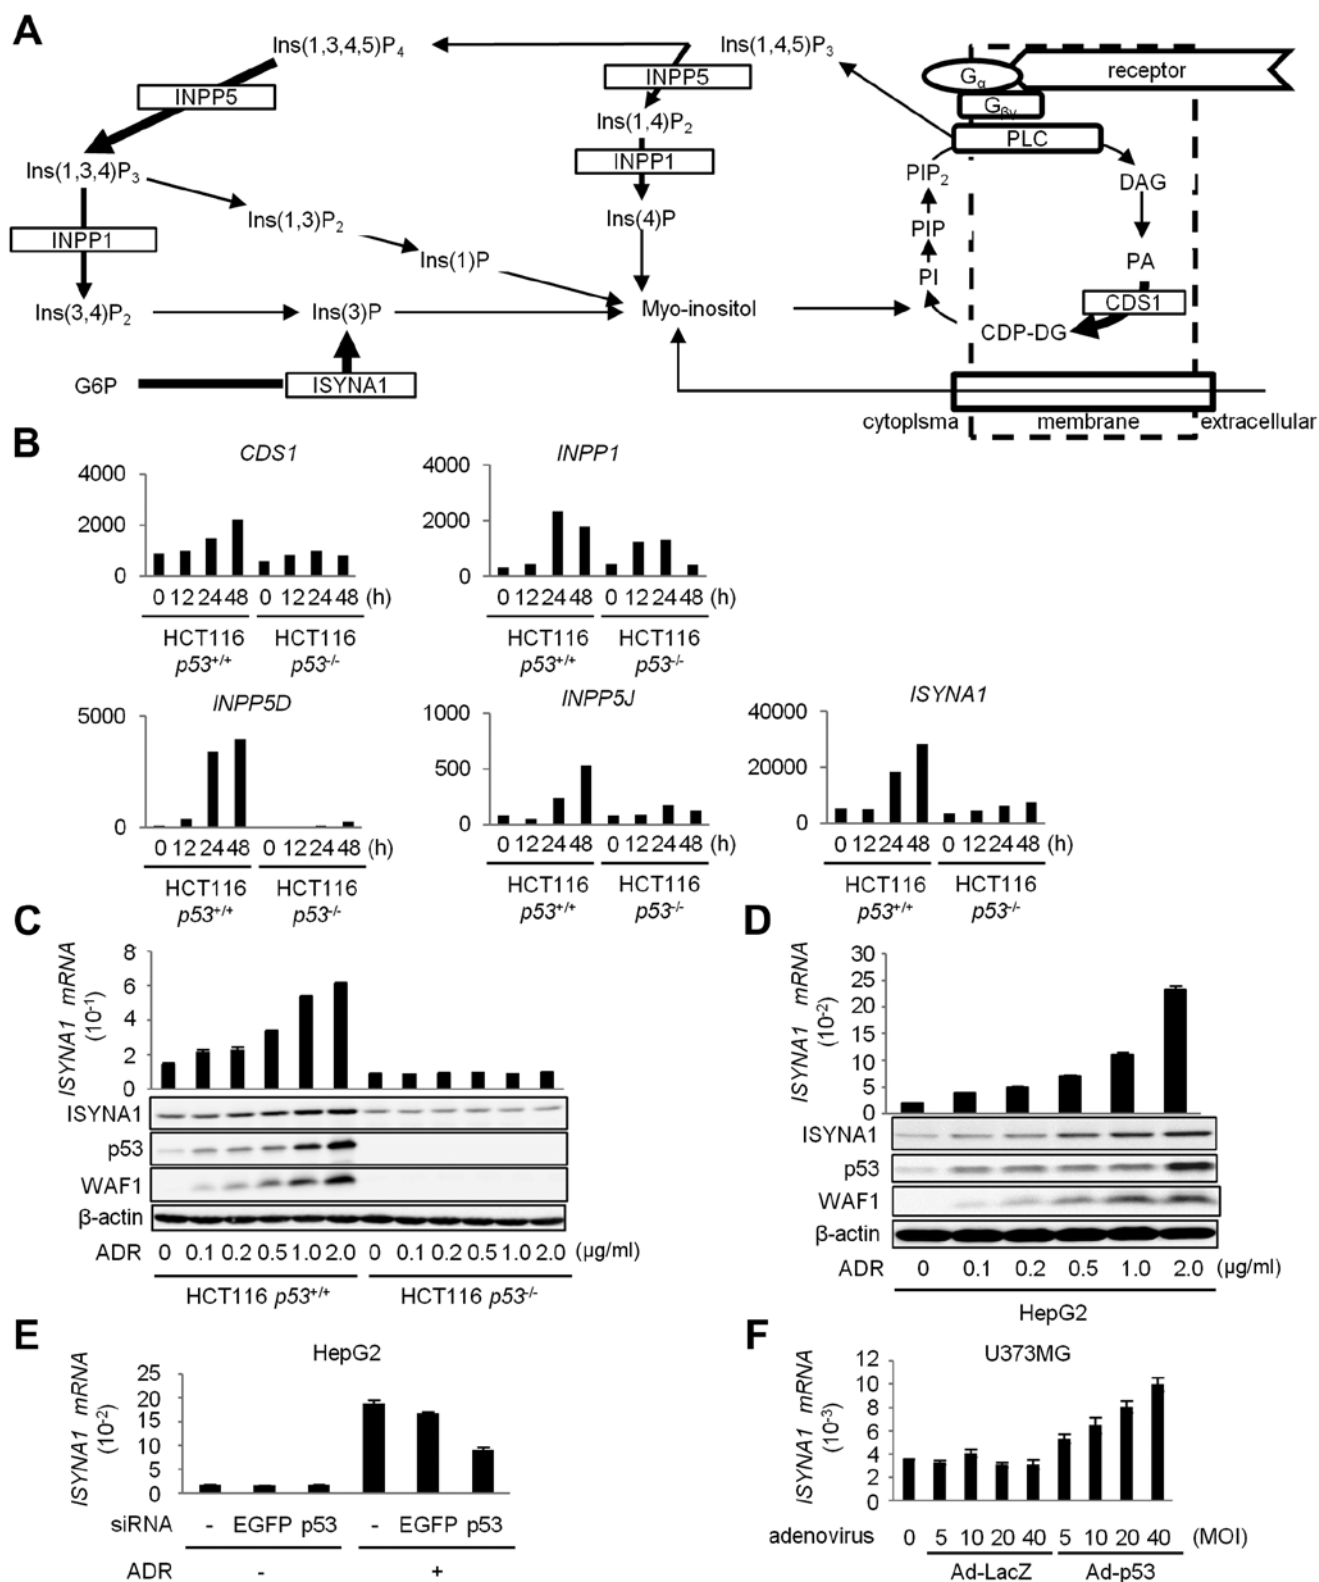 A
Ins(1,3,4,5)P4
Ins(1,4,5)P3
Gα
receptor
INPP5
INPP5
Gβγ
Ins(1,4)P2
PLC
INPP1
Ins(1,3,4)P3
PIP2
DAG
Ins(1,3)P2
Ins(4)P
PIP
INPP1
Ins(1)P
PI
PA
Ins(3,4)P2
Ins(3)P
Myo-inositol
CDS1
CDP-DG
G6P
ISYNA1
cytoplsma
membrane
extracellular
B
CDS1
4000
2000
0
0 12 24 48 0 12 24 48 (h)
HCT116 HCT116
p53+/+ p53-/-
INPP1
4000
2000
0
0 12 24 48 0 12 24 48 (h)
HCT116 HCT116
p53+/+ p53-/-
INPP5D
5000
0
0 12 24 48 0 12 24 48 (h)
HCT116 HCT116
p53+/+ p53-/-
INPP5J
1000
500
0
0 12 24 48 0 12 24 48 (h)
HCT116 HCT116
p53+/+ p53-/-
ISYNA1
40000
20000
0
0 12 24 48 0 12 24 48 (h)
HCT116 HCT116
p53+/+ p53-/-
C
ISYNA1 mRNA
(10-1)
8
6
4
2
0
ISYNA1
p53
WAF1
β-actin
ADR 0 0.1 0.2 0.5 1.0 2.0 0 0.1 0.2 0.5 1.0 2.0 (μg/ml)
HCT116 p53+/+ HCT116 p53-/-
D
ISYNA1 mRNA
(10-2)
30
25
20
15
10
5
0
ISYNA1
p53
WAF1
β-actin
ADR 0 0.1 0.2 0.5 1.0 2.0 (μg/ml)
HepG2
E
HepG2
ISYNA1 mRNA
(10-2)
25
20
15
10
5
0
siRNA - EGFP p53 - EGFP p53
ADR - +
F
U373MG
ISYNA1 mRNA
(10-3)
12
10
8
6
4
2
0
adenovirus 0 5 10 20 40 5 10 20 40 (MOI)
Ad-LacZ Ad-p53